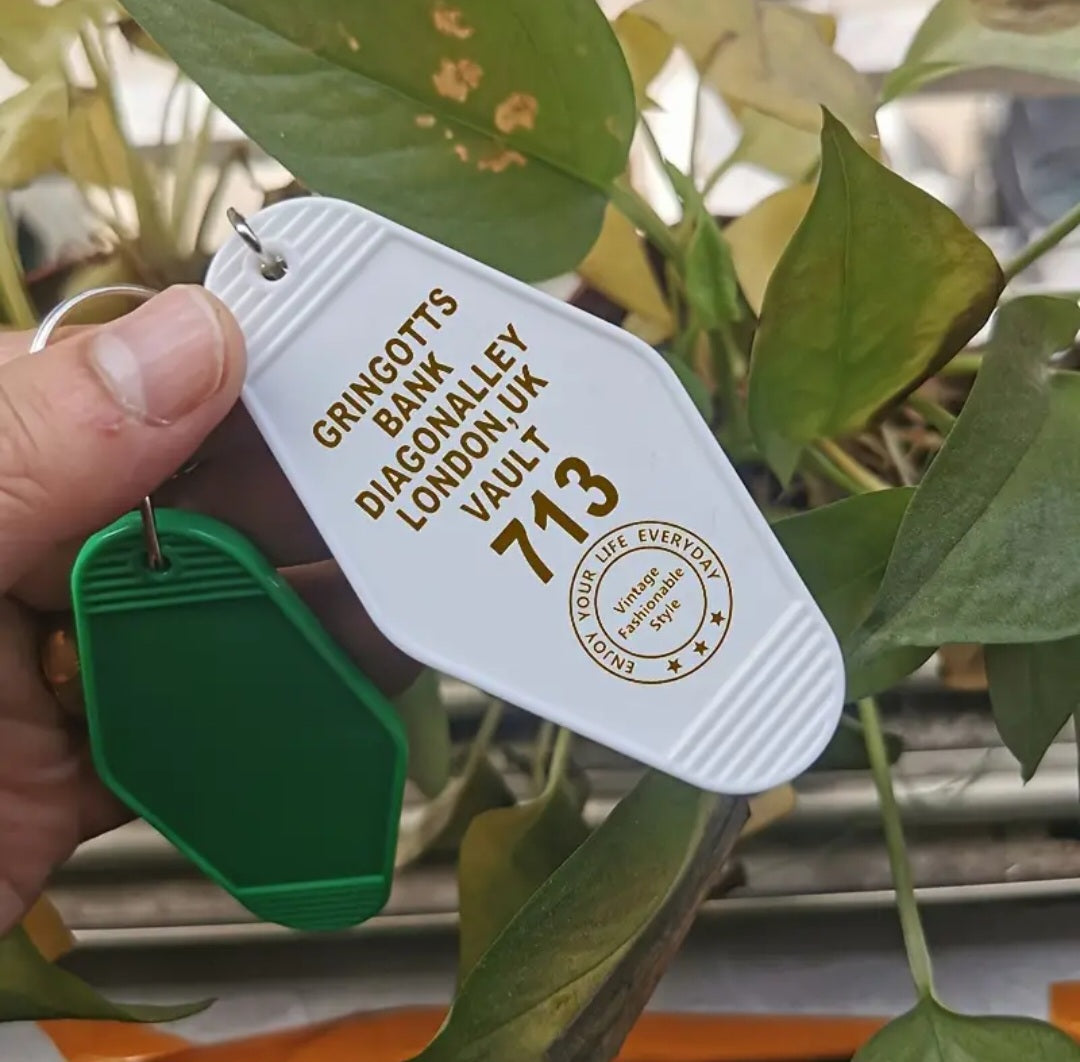 GRINGOTTS
BANK
DIAGONALLEY
LONDON,UK
VAULT
713
ENJOY YOUR LIFE EVERYDAY
Vintage
Fashionable
Style